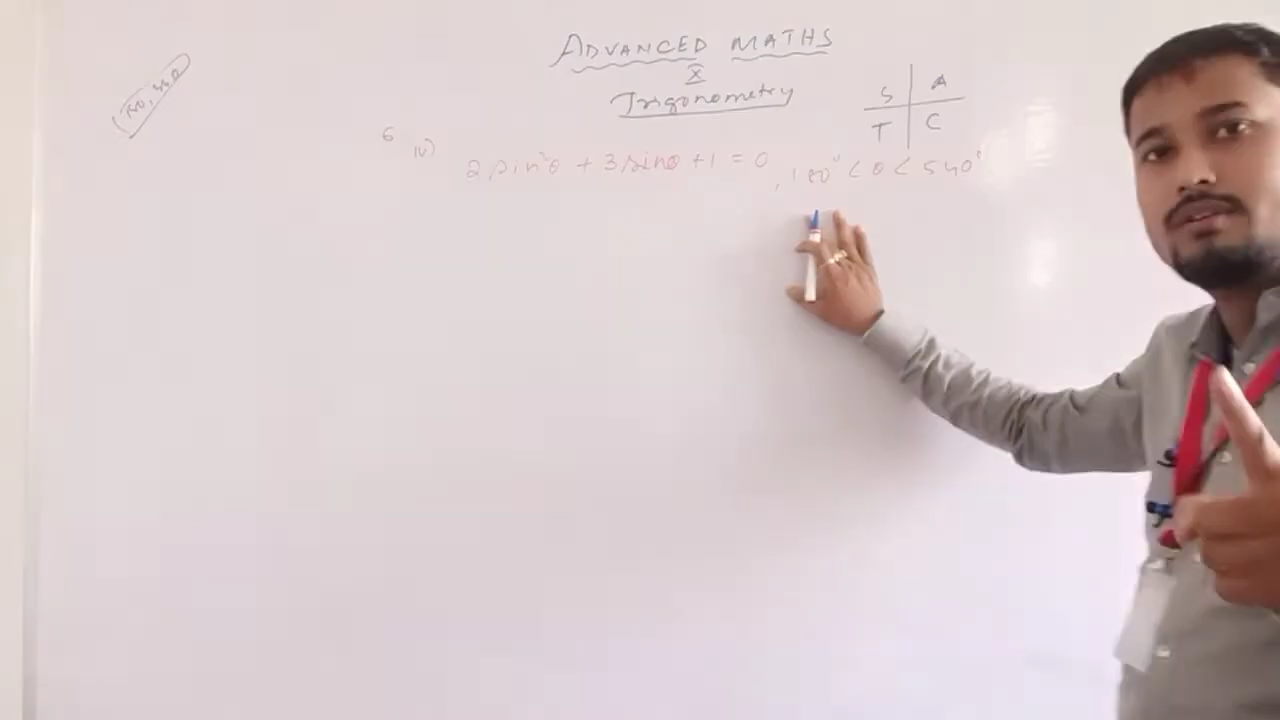 ADVANCED MATHS
X
Trigonometry
S A
T C
6 iv) 2 sin²θ + 3 sinθ + 1 = 0, 180° < θ < 540°